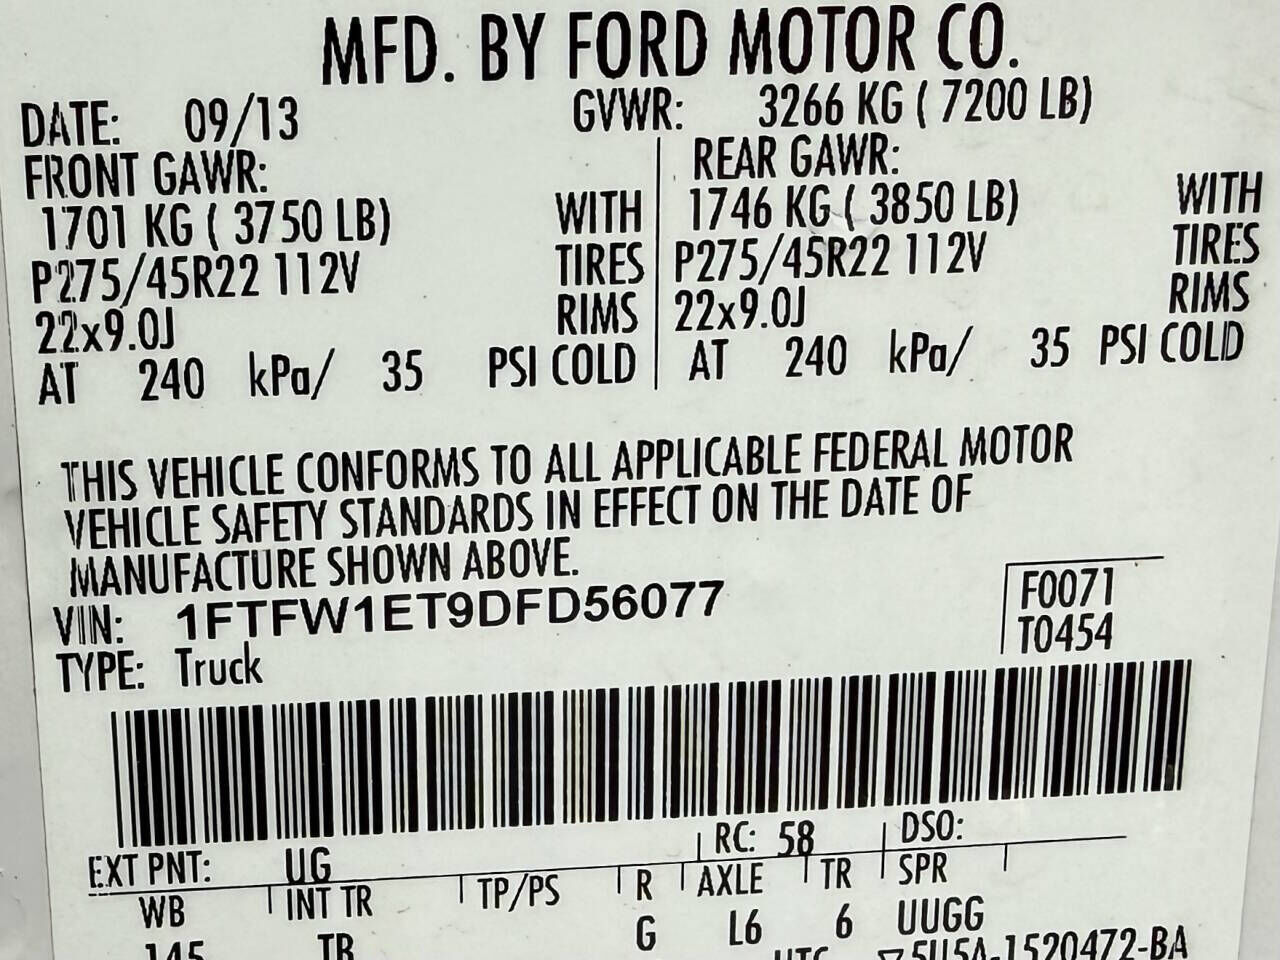 MFD. BY FORD MOTOR CO.
DATE: 09/13 GVWR: 3266 KG ( 7200 LB)
FRONT GAWR: REAR GAWR:
1701 KG ( 3750 LB) WITH 1746 KG ( 3850 LB) WITH
P275/45R22 112V TIRES P275/45R22 112V TIRES
22x9.0J RIMS 22x9.0J RIMS
AT 240 kPa/ 35 PSI COLD AT 240 kPa/ 35 PSI COLD
THIS VEHICLE CONFORMS TO ALL APPLICABLE FEDERAL MOTOR
VEHICLE SAFETY STANDARDS IN EFFECT ON THE DATE OF
MANUFACTURE SHOWN ABOVE.
VIN: 1FTFW1ET9DFD56077 F0071
TYPE: Truck T0454
EXT PNT: UG RC: 58 DSO:
WB INT TR TP/PS R AXLE TR SPR
145 TB G L6 6 UUGG
UTC ▽5U5A-1520472-BA